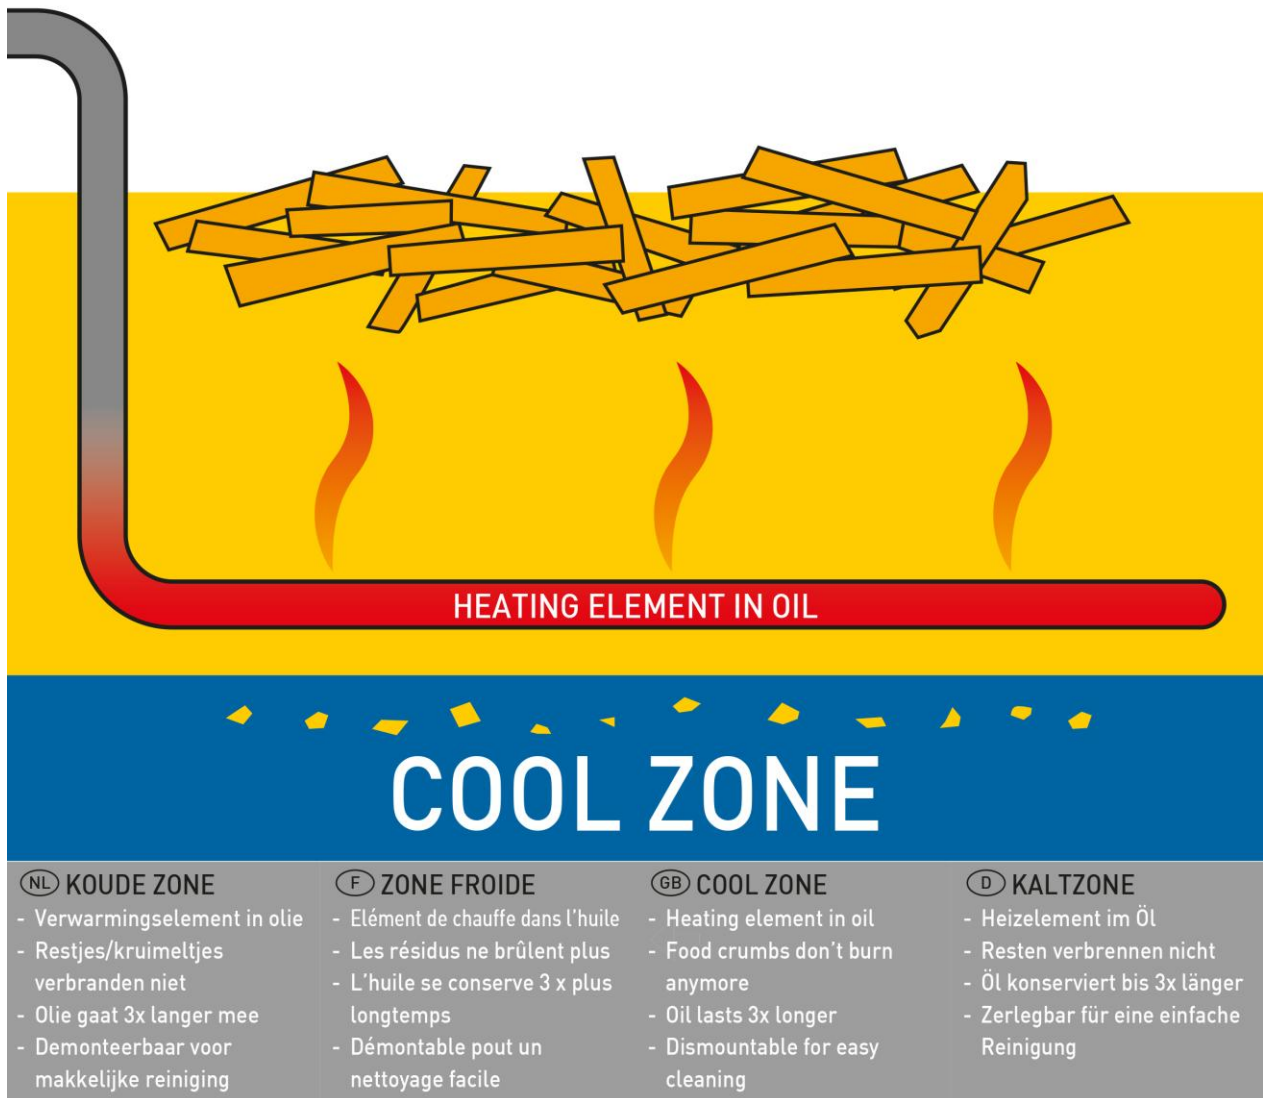 HEATING ELEMENT IN OIL
COOL ZONE
NL KOUDE ZONE
- Verwarmingselement in olie
- Restjes/kruimeltjes
verbranden niet
- Olie gaat 3x langer mee
- Demonteerbaar voor
makkelijke reiniging
F ZONE FROIDE
- Elément de chauffe dans l'huile
- Les résidus ne brûlent plus
- L'huile se conserve 3 x plus
longtemps
- Démontable pout un
nettoyage facile
GB COOL ZONE
- Heating element in oil
- Food crumbs don't burn
anymore
- Oil lasts 3x longer
- Dismountable for easy
cleaning
D KALTZONE
- Heizelement im Öl
- Resten verbrennen nicht
- Öl konserviert bis 3x länger
- Zerlegbar für eine einfache
Reinigung